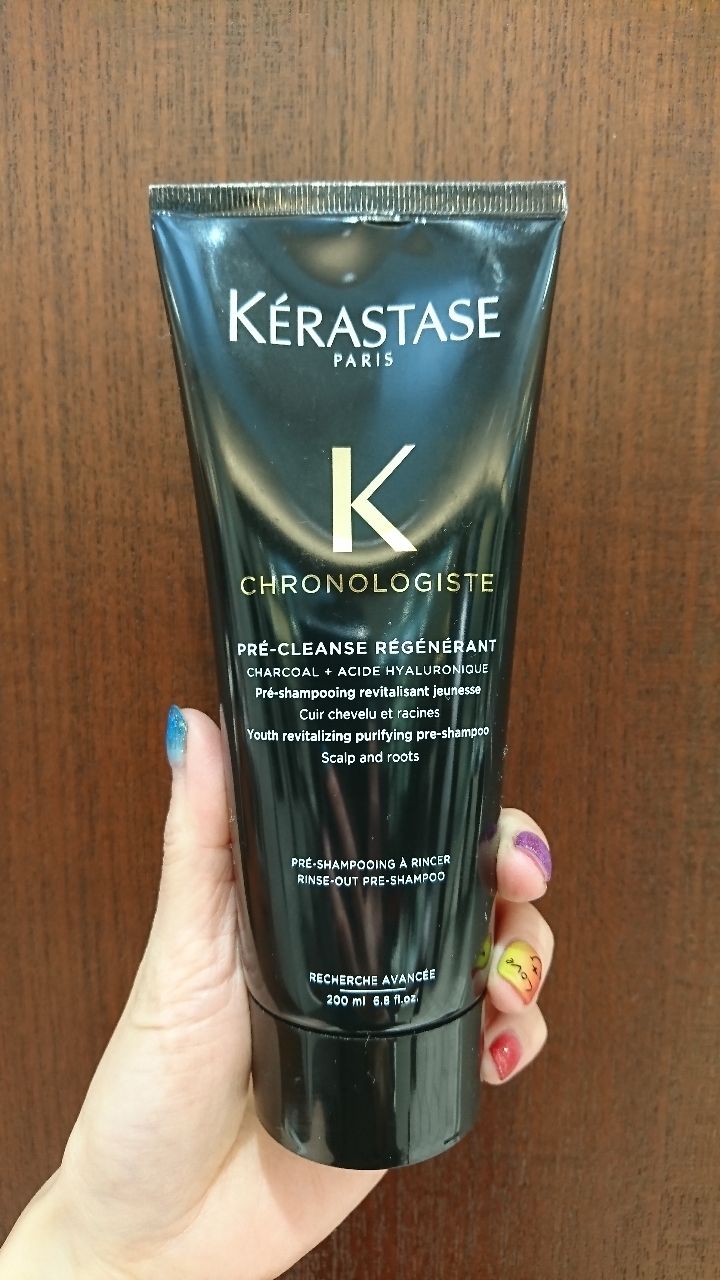 KÉRASTASE
PARIS
K
CHRONOLOGISTE
PRÉ-CLEANSE RÉGÉNÉRANT
CHARCOAL + ACIDE HYALURONIQUE
Pré-shampooing revitalisant jeunesse
Cuir chevelu et racines
Youth revitalizing purifying pre-shampoo
Scalp and roots
PRÉ-SHAMPOOING À RINCER
RINSE-OUT PRE-SHAMPOO
RECHERCHE AVANCÉE
200 ml 6.8 fl.oz.
Love